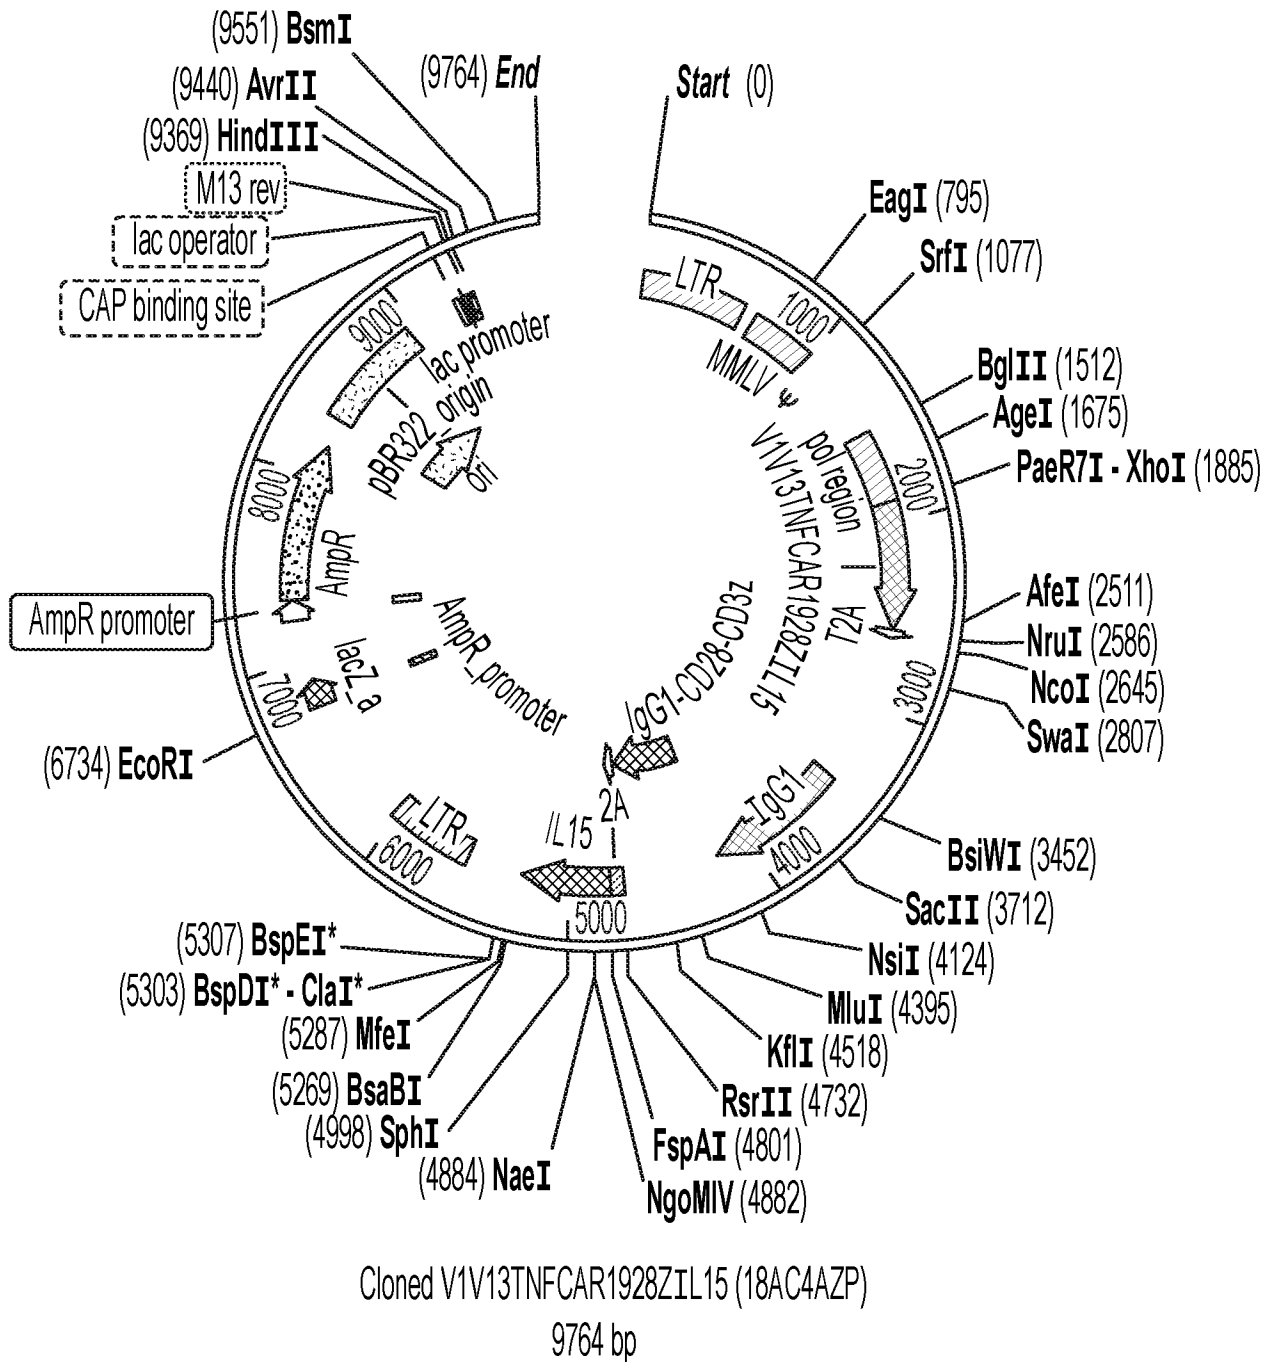 (9551) BsmI
(9440) AvrII
(9369) HindIII
M13 rev
lac operator
CAP binding site
(9764) End
Start (0)
EagI (795)
SrfI (1077)
BglII (1512)
AgeI (1675)
PaeR7I - XhoI (1885)
AfeI (2511)
NruI (2586)
NcoI (2645)
SwaI (2807)
BsiWI (3452)
SacII (3712)
NsiI (4124)
MluI (4395)
KflI (4518)
RsrII (4732)
FspAI (4801)
NgoMIV (4882)
(4884) NaeI
(4998) SphI
(5269) BsaBI
(5287) MfeI
(5303) BspDI* - ClaI*
(5307) BspEI*
(6734) EcoRI
AmpR promoter
LTR
MMLV ψ
1000
pol region
2000
V1V13TNFCAR1928ZIL15
T2A
3000
IgG1-CD28-CD3z
-IgG1
4000
2A
IL15
5000
LTR
6000
lacZ_a
7000
AmpR_promoter
AmpR
8000
pBR322_origin
ori
9000
lac promoter
Cloned V1V13TNFCAR1928ZIL15 (18AC4AZP)
9764 bp